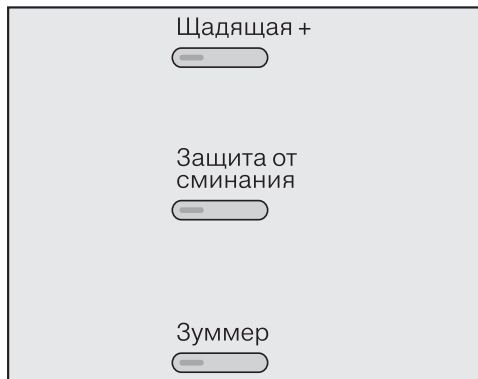 Щадящая +
Защита от
сминания
Зуммер